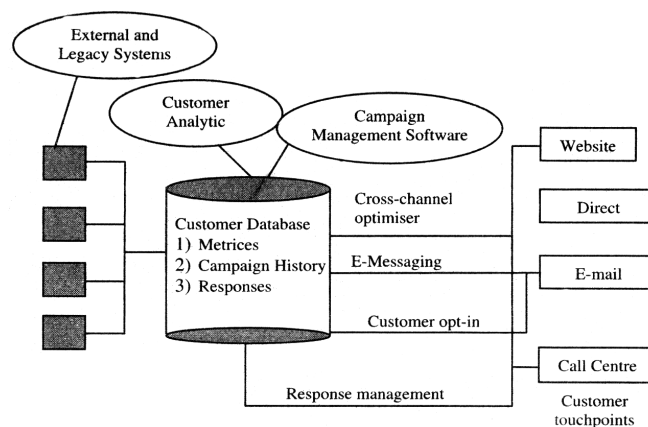 External and
Legacy Systems
Customer
Analytic
Campaign
Management Software
Website
Cross-channel
optimiser
Direct
Customer Database
1) Metrices
2) Campaign History
3) Responses
E-Messaging
E-mail
Customer opt-in
Call Centre
Response management
Customer
touchpoints